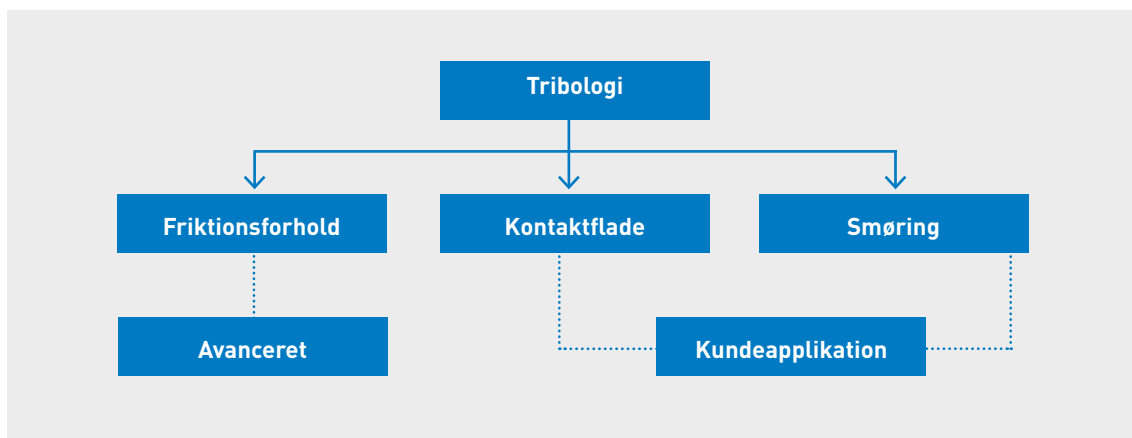 Tribologi
Friktionsforhold
Kontaktflade
Smøring
Avanceret
Kundeapplikation